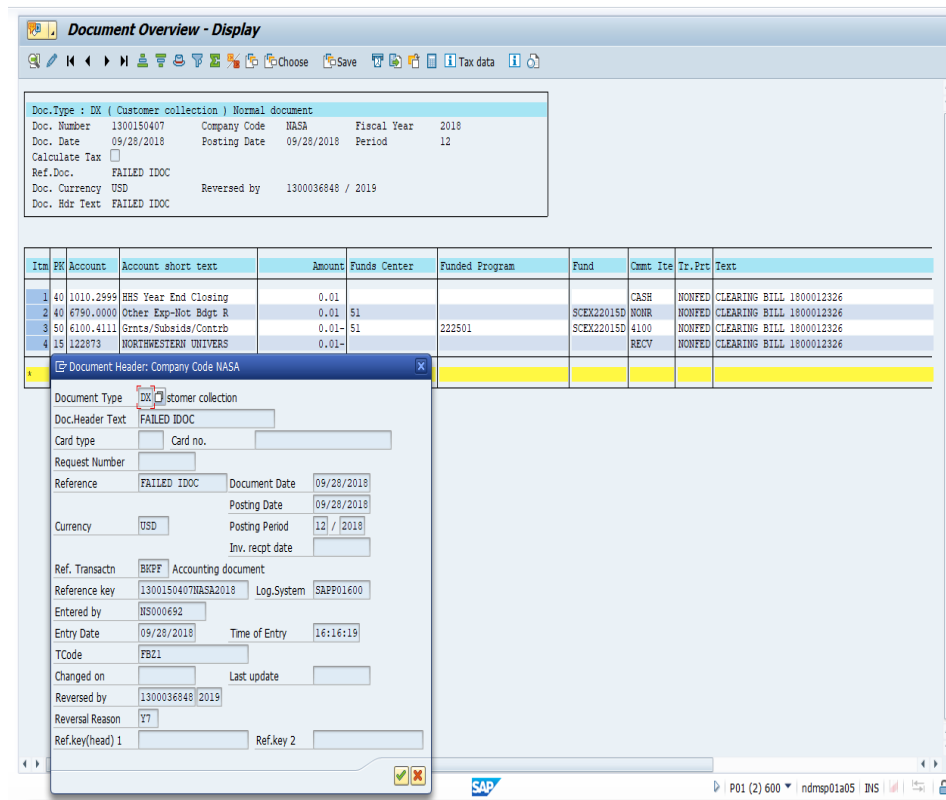 Document Overview - Display
Choose Save Tax data
Doc.Type : DX ( Customer collection ) Normal document
Doc. Number 1300150407 Company Code NASA Fiscal Year 2018
Doc. Date 09/28/2018 Posting Date 09/28/2018 Period 12
Calculate Tax
Ref.Doc. FAILED IDOC
Doc. Currency USD Reversed by 1300036848 / 2019
Doc. Hdr Text FAILED IDOC
Itm PK Account Account short text Amount Funds Center Funded Program Fund Cmmt Ite Tr.Prt Text
1 40 1010.2999 HHS Year End Closing 0.01 CASH NONFED CLEARING BILL 1800012326
2 40 6790.0000 Other Exp-Not Bdgt R 0.01 51 SCEX22015D NONR NONFED CLEARING BILL 1800012326
3 50 6100.4111 Grnts/Subsids/Contrb 0.01- 51 222501 SCEX22015D 4100 NONFED CLEARING BILL 1800012326
4 15 122873 NORTHWESTERN UNIVERS 0.01- RECV NONFED CLEARING BILL 1800012326
*
Document Header: Company Code NASA
Document Type DX stomer collection
Doc.Header Text FAILED IDOC
Card type Card no.
Request Number
Reference FAILED IDOC Document Date 09/28/2018
Posting Date 09/28/2018
Currency USD Posting Period 12 / 2018
Inv. recpt date
Ref. Transactn BKPF Accounting document
Reference key 1300150407NASA2018 Log.System SAPP01600
Entered by NS000692
Entry Date 09/28/2018 Time of Entry 16:16:19
TCode FBZ1
Changed on Last update
Reversed by 1300036848 2019
Reversal Reason Y7
Ref.key(head) 1 Ref.key 2
SAP P01 (2) 600 ndmsp01a05 INS